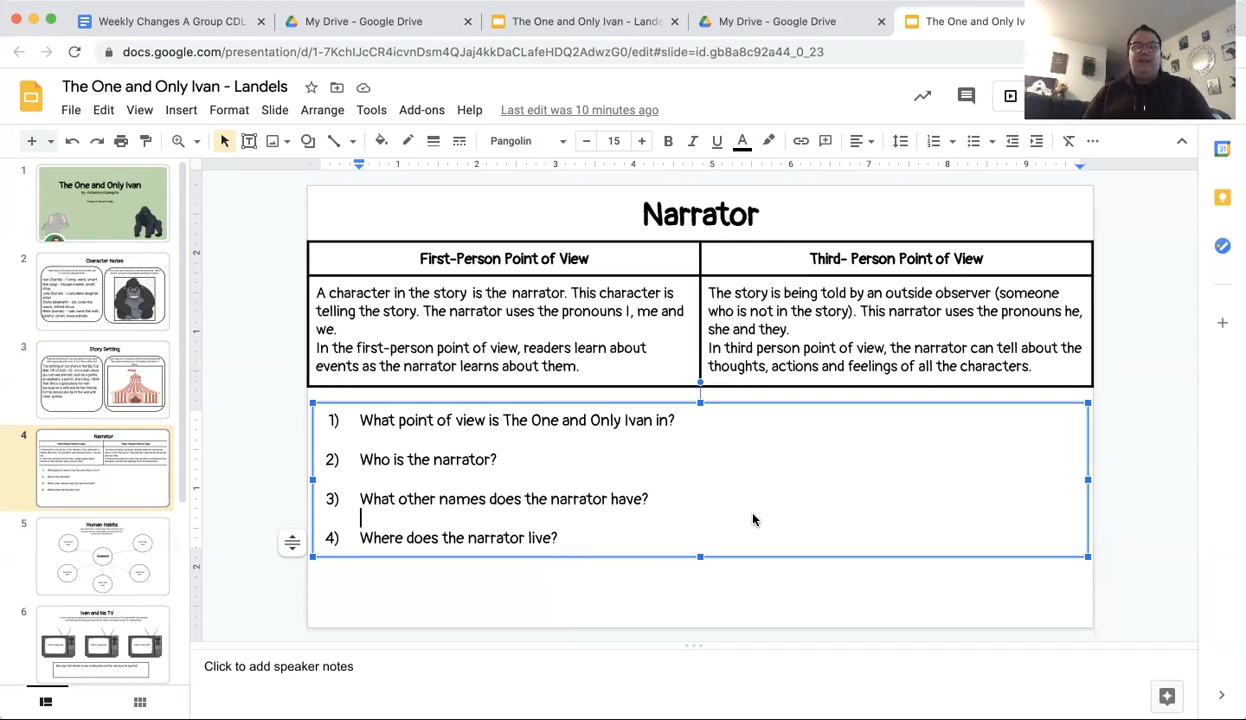 Weekly Changes A Group CDL
My Drive - Google Drive
The One and Only Ivan - Lande
My Drive - Google Drive
The One and Only Iv
docs.google.com/presentation/d/1-7KchIJcCR4icvnDsm4QJaj4kkDaCLafeHDQ2AdwzG0/edit#slide=id.gb8a8c92a44_0_23
The One and Only Ivan - Landels
File Edit View Insert Format Slide Arrange Tools Add-ons Help Last edit was 10 minutes ago
Pangolin 15
1
The One and Only Ivan
2
Character Notes
3
Story Setting
4
Narrator
5
Human Habits
6
Ivan and his TV
Narrator
First-Person Point of View
Third- Person Point of View
A character in the story is the narrator. This character is
telling the story. The narrator uses the pronouns I, me and
we.
In the first-person point of view, readers learn about
events as the narrator learns about them.
The story is being told by an outside observer (someone
who is not in the story). This narrator uses the pronouns he,
she and they.
In third person point of view, the narrator can tell about the
thoughts, actions and feelings of all the characters.
1) What point of view is The One and Only Ivan in?
2) Who is the narrator?
3) What other names does the narrator have?
4) Where does the narrator live?
Click to add speaker notes